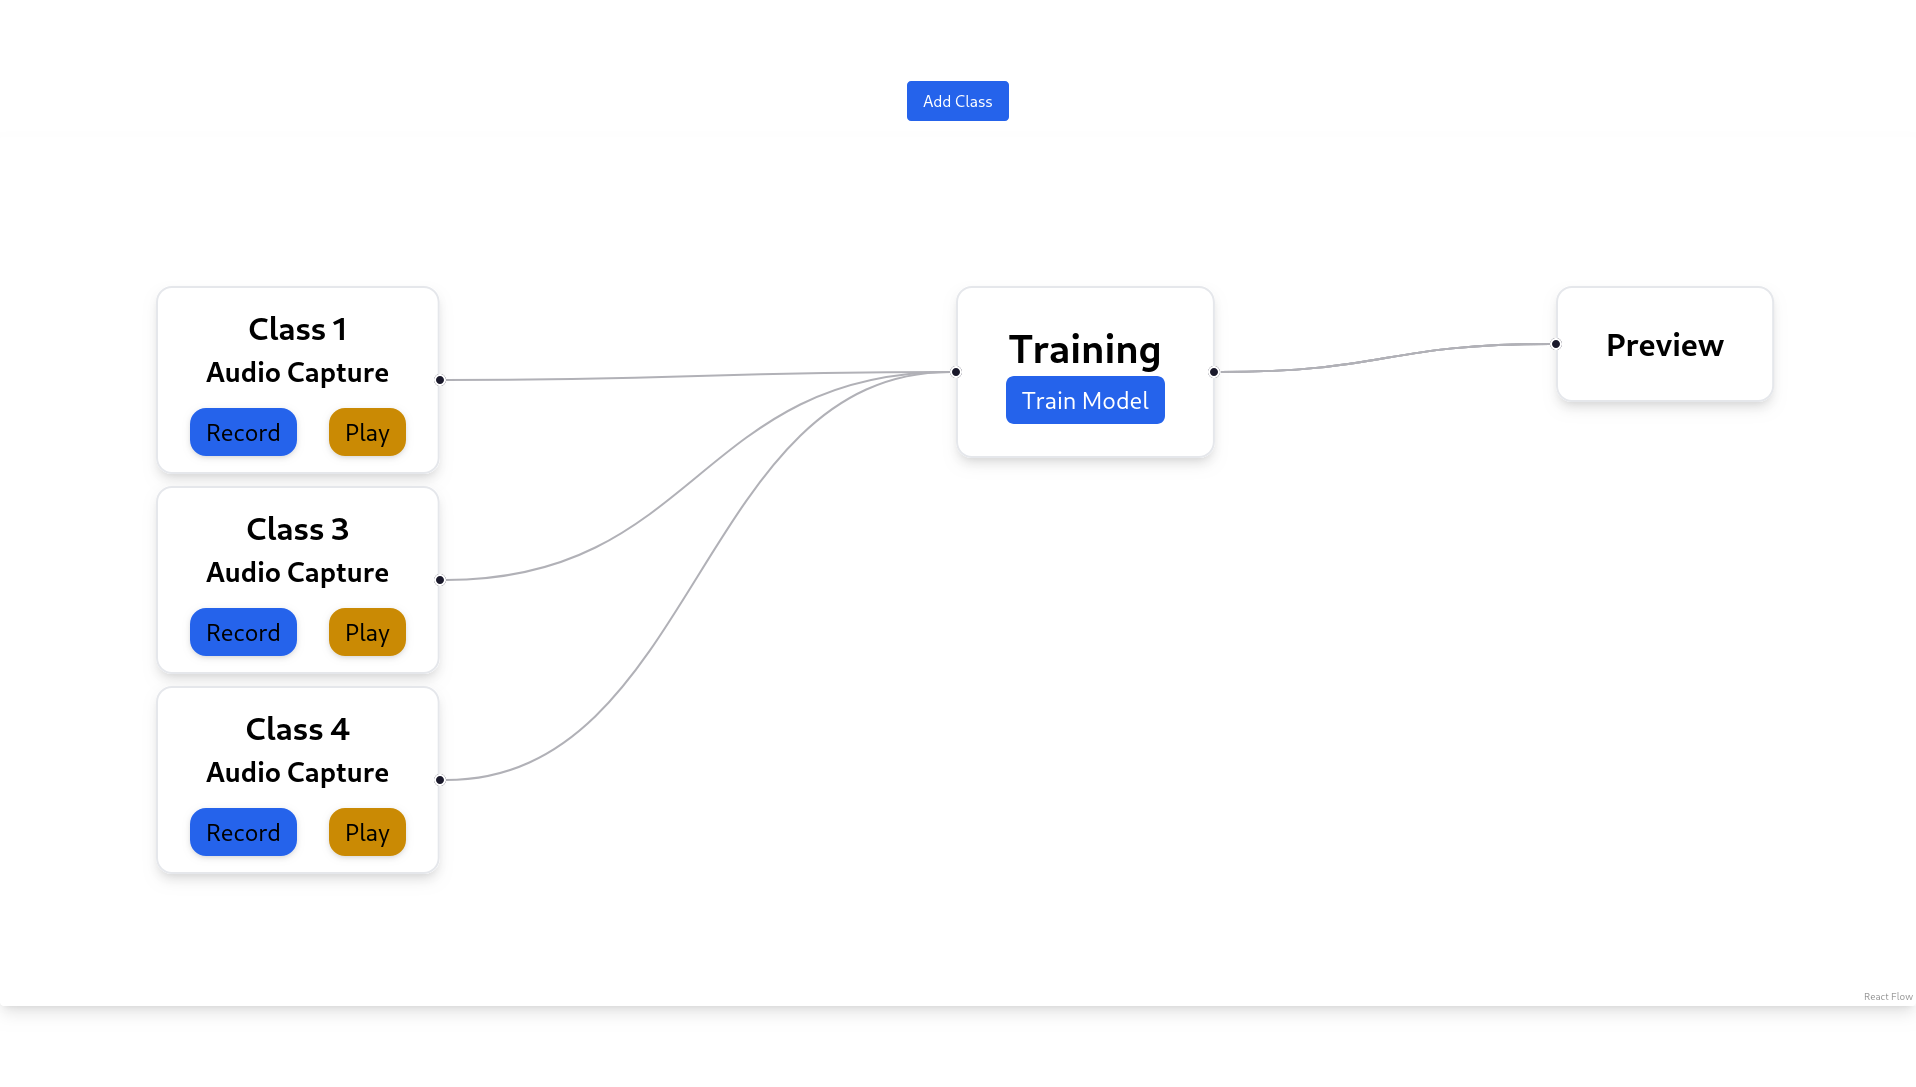 Add Class
Class 1
Audio Capture
Record Play
Class 3
Audio Capture
Record Play
Class 4
Audio Capture
Record Play
Training
Train Model
Preview
React Flow